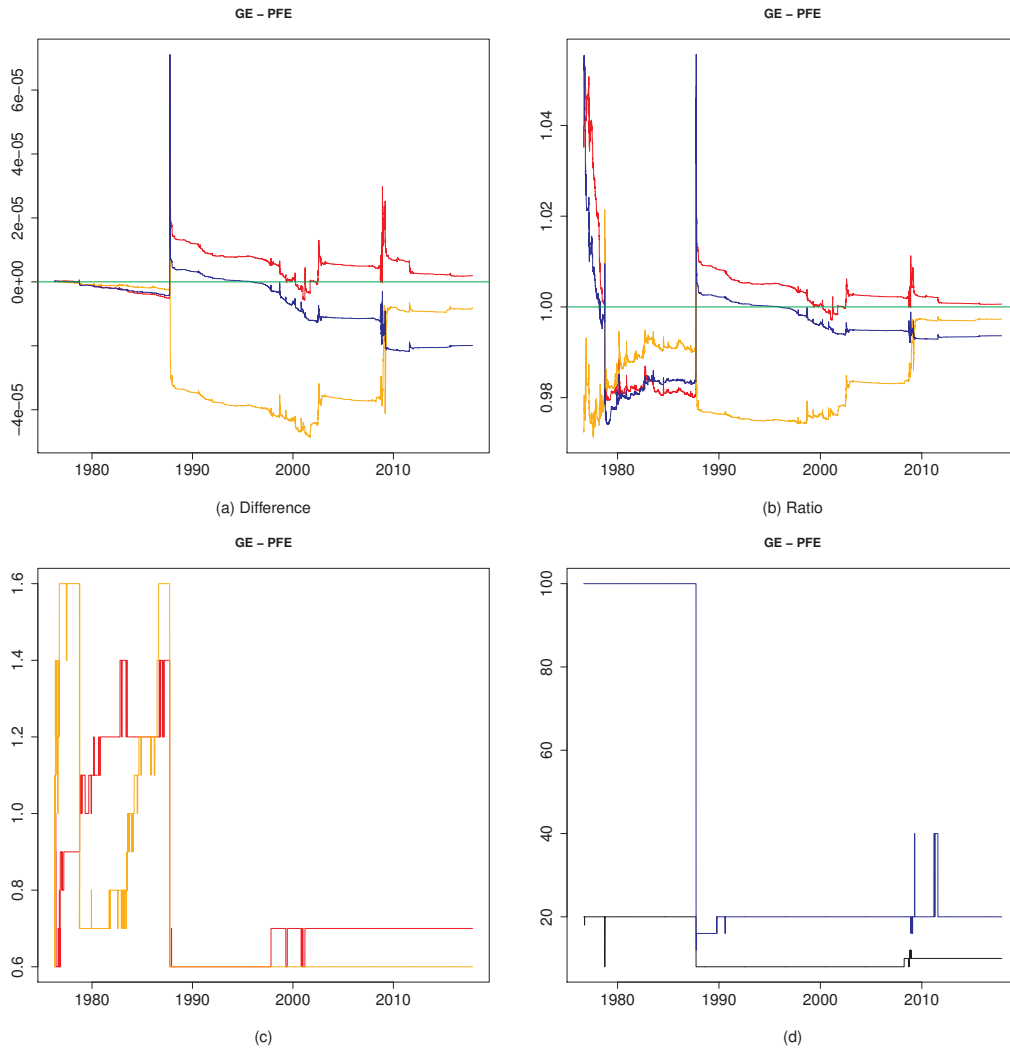 GE − PFE
6e−05
4e−05
2e−05
0e+00
−4e−05
1980 1990 2000 2010
(a) Difference
GE − PFE
1.04
1.02
1.00
0.98
1980 1990 2000 2010
(b) Ratio
GE − PFE
1.6
1.4
1.2
1.0
0.8
0.6
1980 1990 2000 2010
(c)
GE − PFE
100
80
60
40
20
1980 1990 2000 2010
(d)